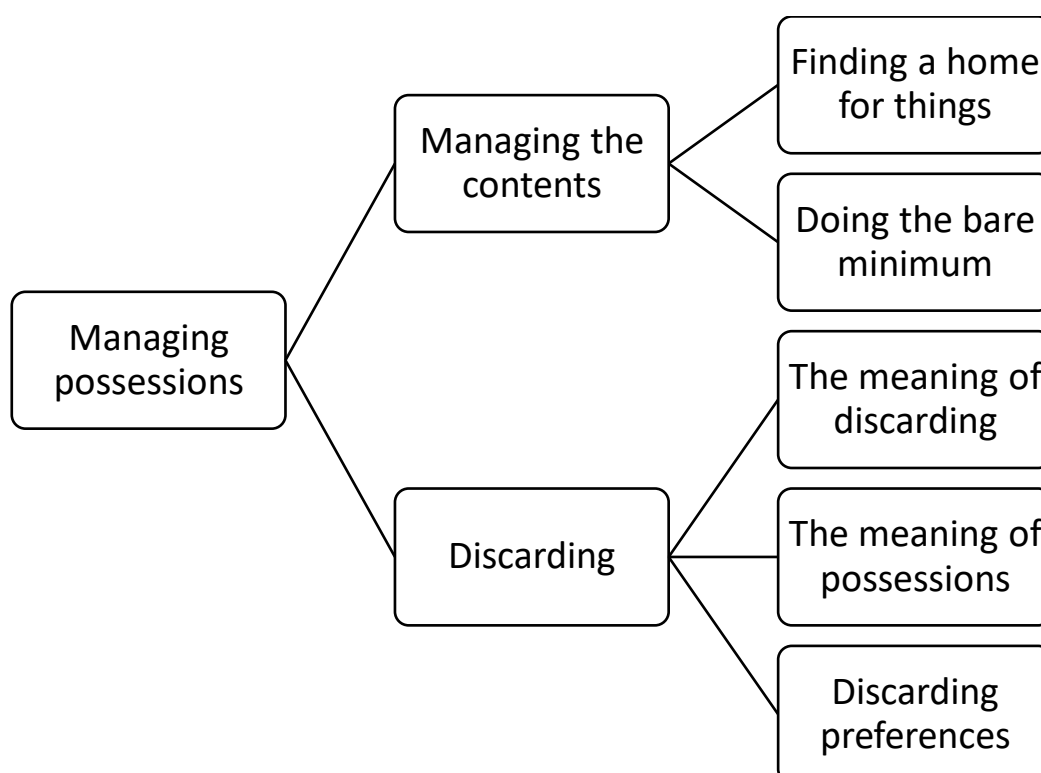 Managing
possessions
Managing the
contents
Discarding
Finding a home
for things
Doing the bare
minimum
The meaning of
discarding
The meaning of
possessions
Discarding
preferences